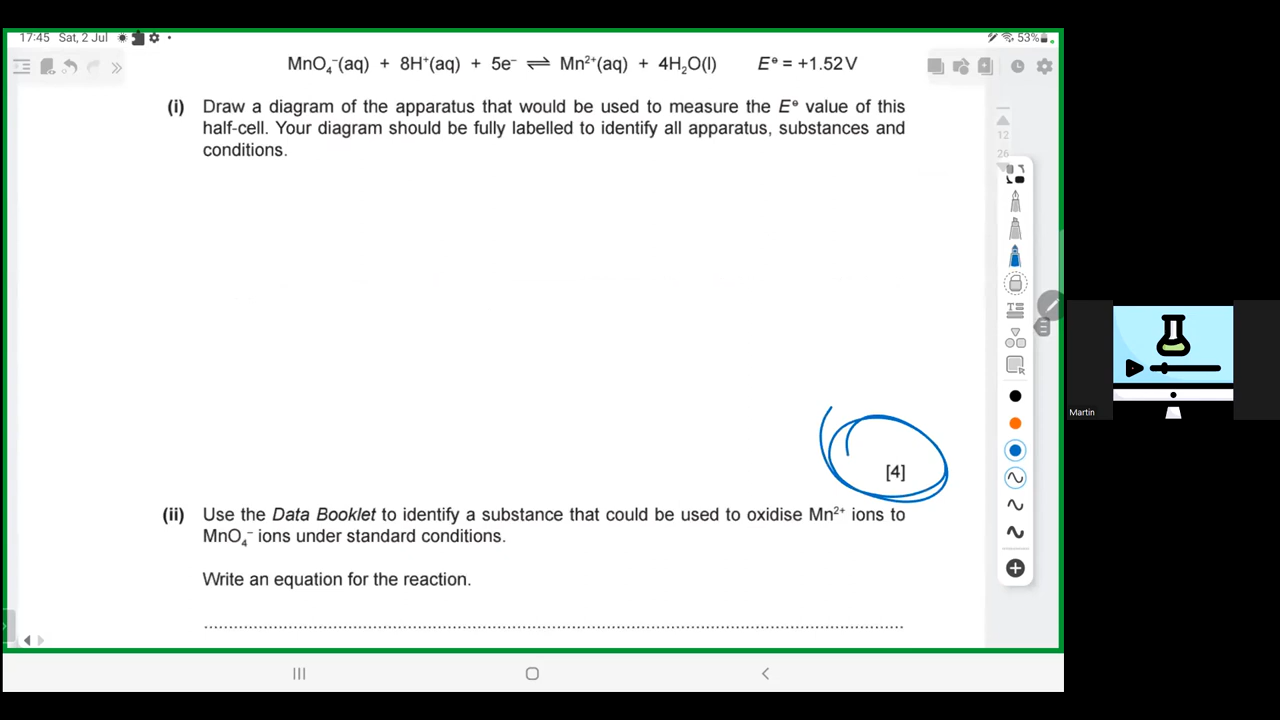 17:45 Sat, 2 Jul
53%
MnO₄⁻(aq) + 8H⁺(aq) + 5e⁻ ⇌ Mn²⁺(aq) + 4H₂O(l) E° = +1.52 V
(i) Draw a diagram of the apparatus that would be used to measure the E° value of this
half-cell. Your diagram should be fully labelled to identify all apparatus, substances and
conditions.
12
26
[4]
(ii) Use the Data Booklet to identify a substance that could be used to oxidise Mn²⁺ ions to
MnO₄⁻ ions under standard conditions.
Write an equation for the reaction.
Martin